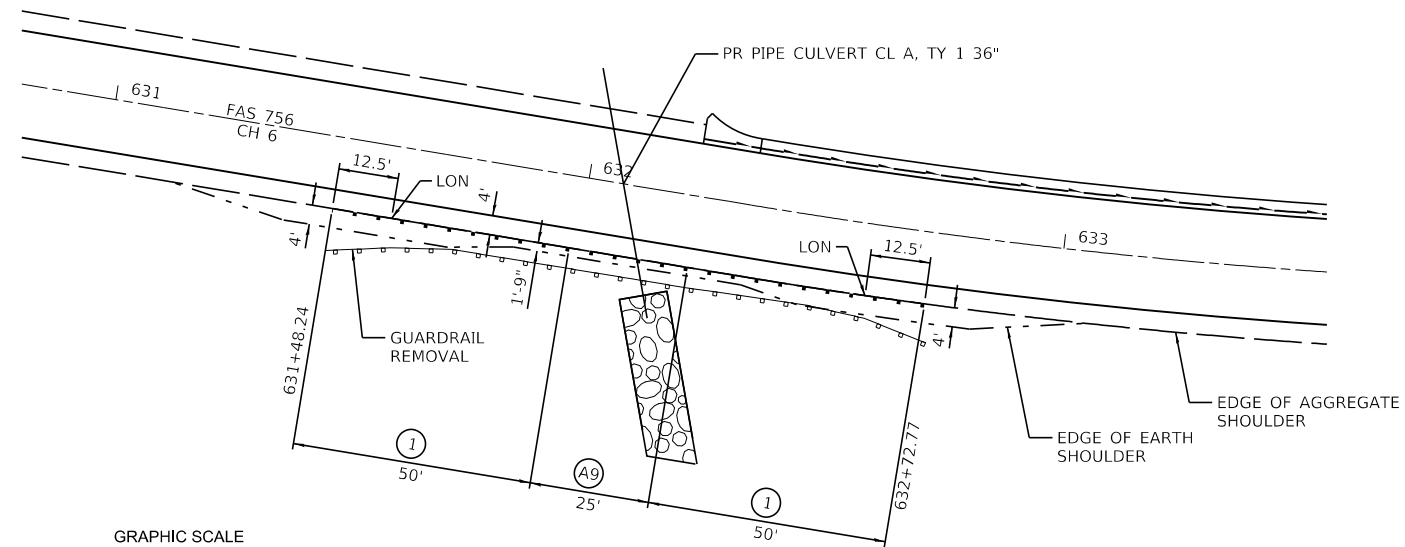 PR PIPE CULVERT CL A, TY 1 36"
631
FAS 756
CH 6
632
633
12.5'
LON
4'
LON
12.5'
4'
1'-9"
4'
GUARDRAIL
REMOVAL
631+48.24
632+72.77
EDGE OF AGGREGATE
SHOULDER
EDGE OF EARTH
SHOULDER
1
50'
A9
25'
1
50'
GRAPHIC SCALE